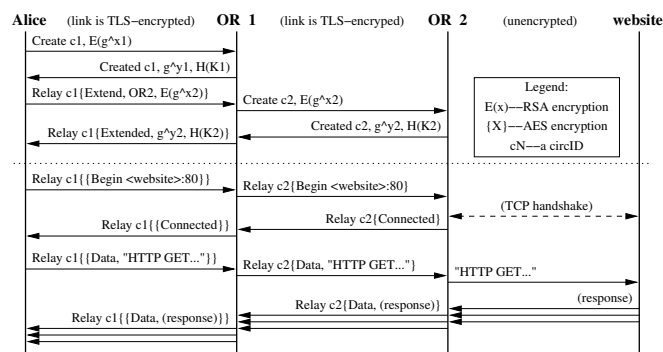 Alice (link is TLS-encryted) OR 1 (link is TLS-encryped) OR 2 (unencrypted) website
Create c1, E(g^x1)
Created c1, g^y1, H(K1)
Relay c1{Extend, OR2, E(g^x2)}
Create c2, E(g^x2)
Created c2, g^y2, H(K2)
Relay c1{Extended, g^y2, H(K2)}
Legend:
E(x)--RSA encryption
{X}--AES encryption
cN--a circID
Relay c1{{Begin <website>:80}}
Relay c2{Begin <website>:80}
(TCP handshake)
Relay c2{Connected}
Relay c1{{Connected}}
Relay c1{{Data, "HTTP GET..."}}
Relay c2{Data, "HTTP GET..."}
"HTTP GET..."
(response)
Relay c2{Data, (response)}
Relay c1{{Data, (response)}}